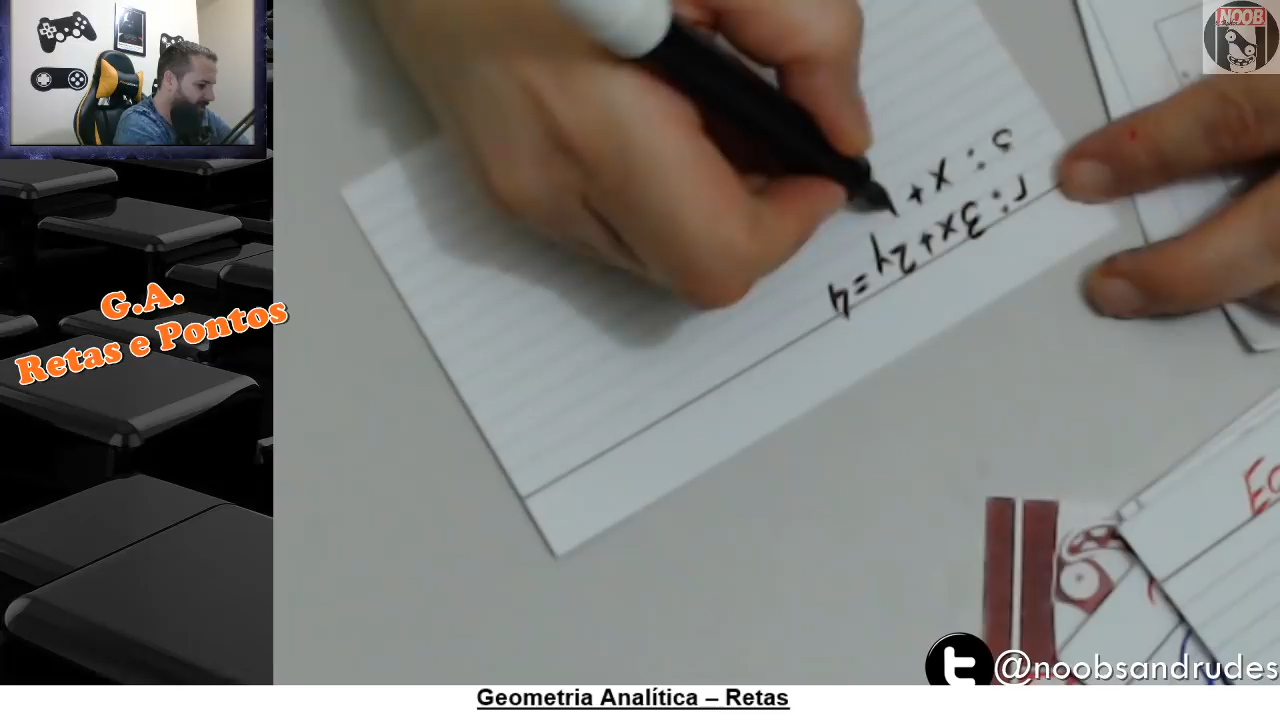 NOOB
G.A.
Retas e Pontos
r: 3x+2y=4
s: x+
@noobsandrudes
Geometria Analítica – Retas